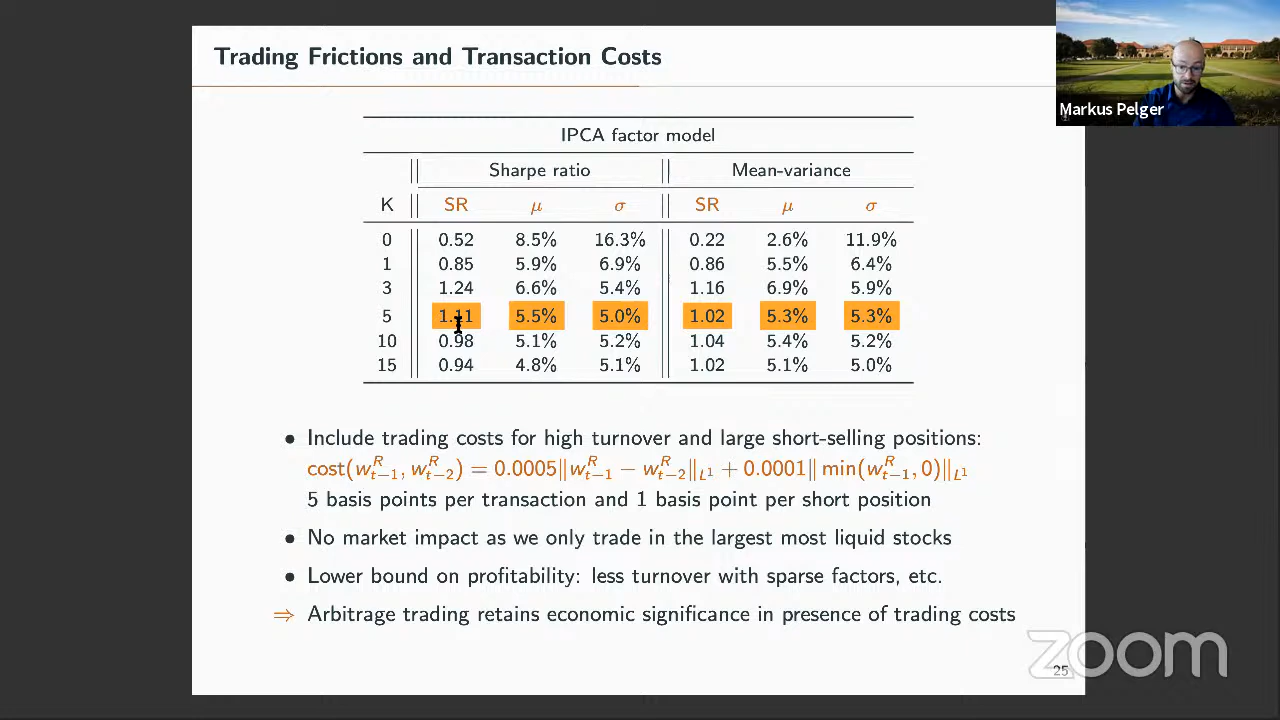 Trading Frictions and Transaction Costs
Markus Pelger
IPCA factor model
Sharpe ratio Mean-variance
K SR μ σ SR μ σ
0 0.52 8.5% 16.3% 0.22 2.6% 11.9%
1 0.85 5.9% 6.9% 0.86 5.5% 6.4%
3 1.24 6.6% 5.4% 1.16 6.9% 5.9%
5 1.11 5.5% 5.0% 1.02 5.3% 5.3%
10 0.98 5.1% 5.2% 1.04 5.4% 5.2%
15 0.94 4.8% 5.1% 1.02 5.1% 5.0%
• Include trading costs for high turnover and large short-selling positions:
cost(w^R_{t−1}, w^R_{t−2}) = 0.0005‖w^R_{t−1} − w^R_{t−2}‖_{L^1} + 0.0001‖ min(w^R_{t−1}, 0)‖_{L^1}
5 basis points per transaction and 1 basis point per short position
• No market impact as we only trade in the largest most liquid stocks
• Lower bound on profitability: less turnover with sparse factors, etc.
⇒ Arbitrage trading retains economic significance in presence of trading costs
zoom
25